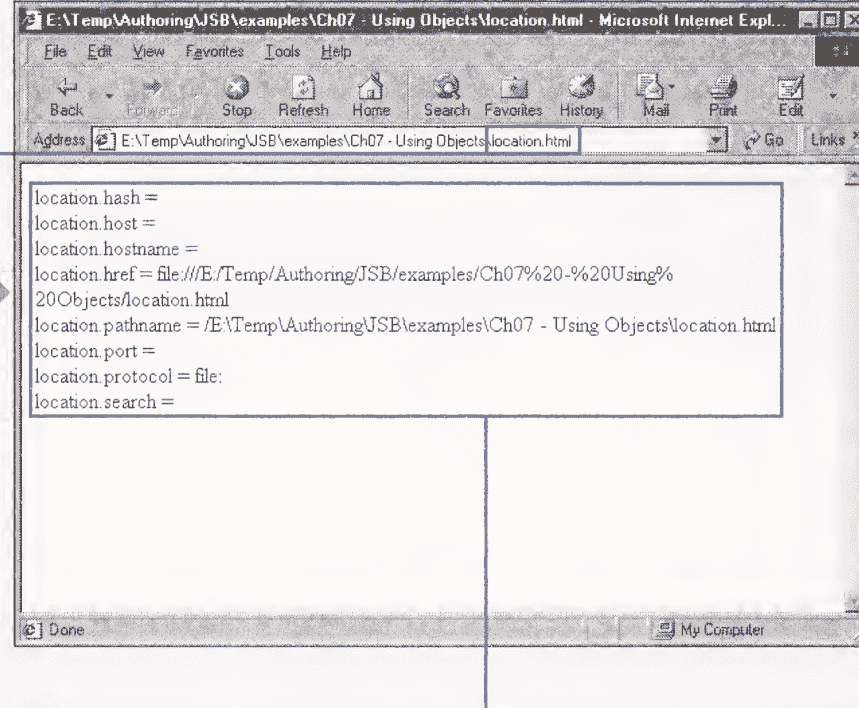 E:\Temp\Authoring\JSB\examples\Ch07 - Using Objects\location.html - Microsoft Internet Expl...
File Edit View Favorites Tools Help
Back Forward Stop Refresh Home Search Favorites History Mail Print Edit
Address E:\Temp\Authoring\JSB\examples\Ch07 - Using Objects\location.html Go Links »
location.hash =
location.host =
location.hostname =
location.href = file:///E:/Temp/Authoring/JSB/examples/Ch07%20-%20Using%
20Objects/location.html
location.pathname = /E:\Temp\Authoring\JSB\examples\Ch07 - Using Objects\location.html
location.port =
location.protocol = file:
location.search =
Done My Computer